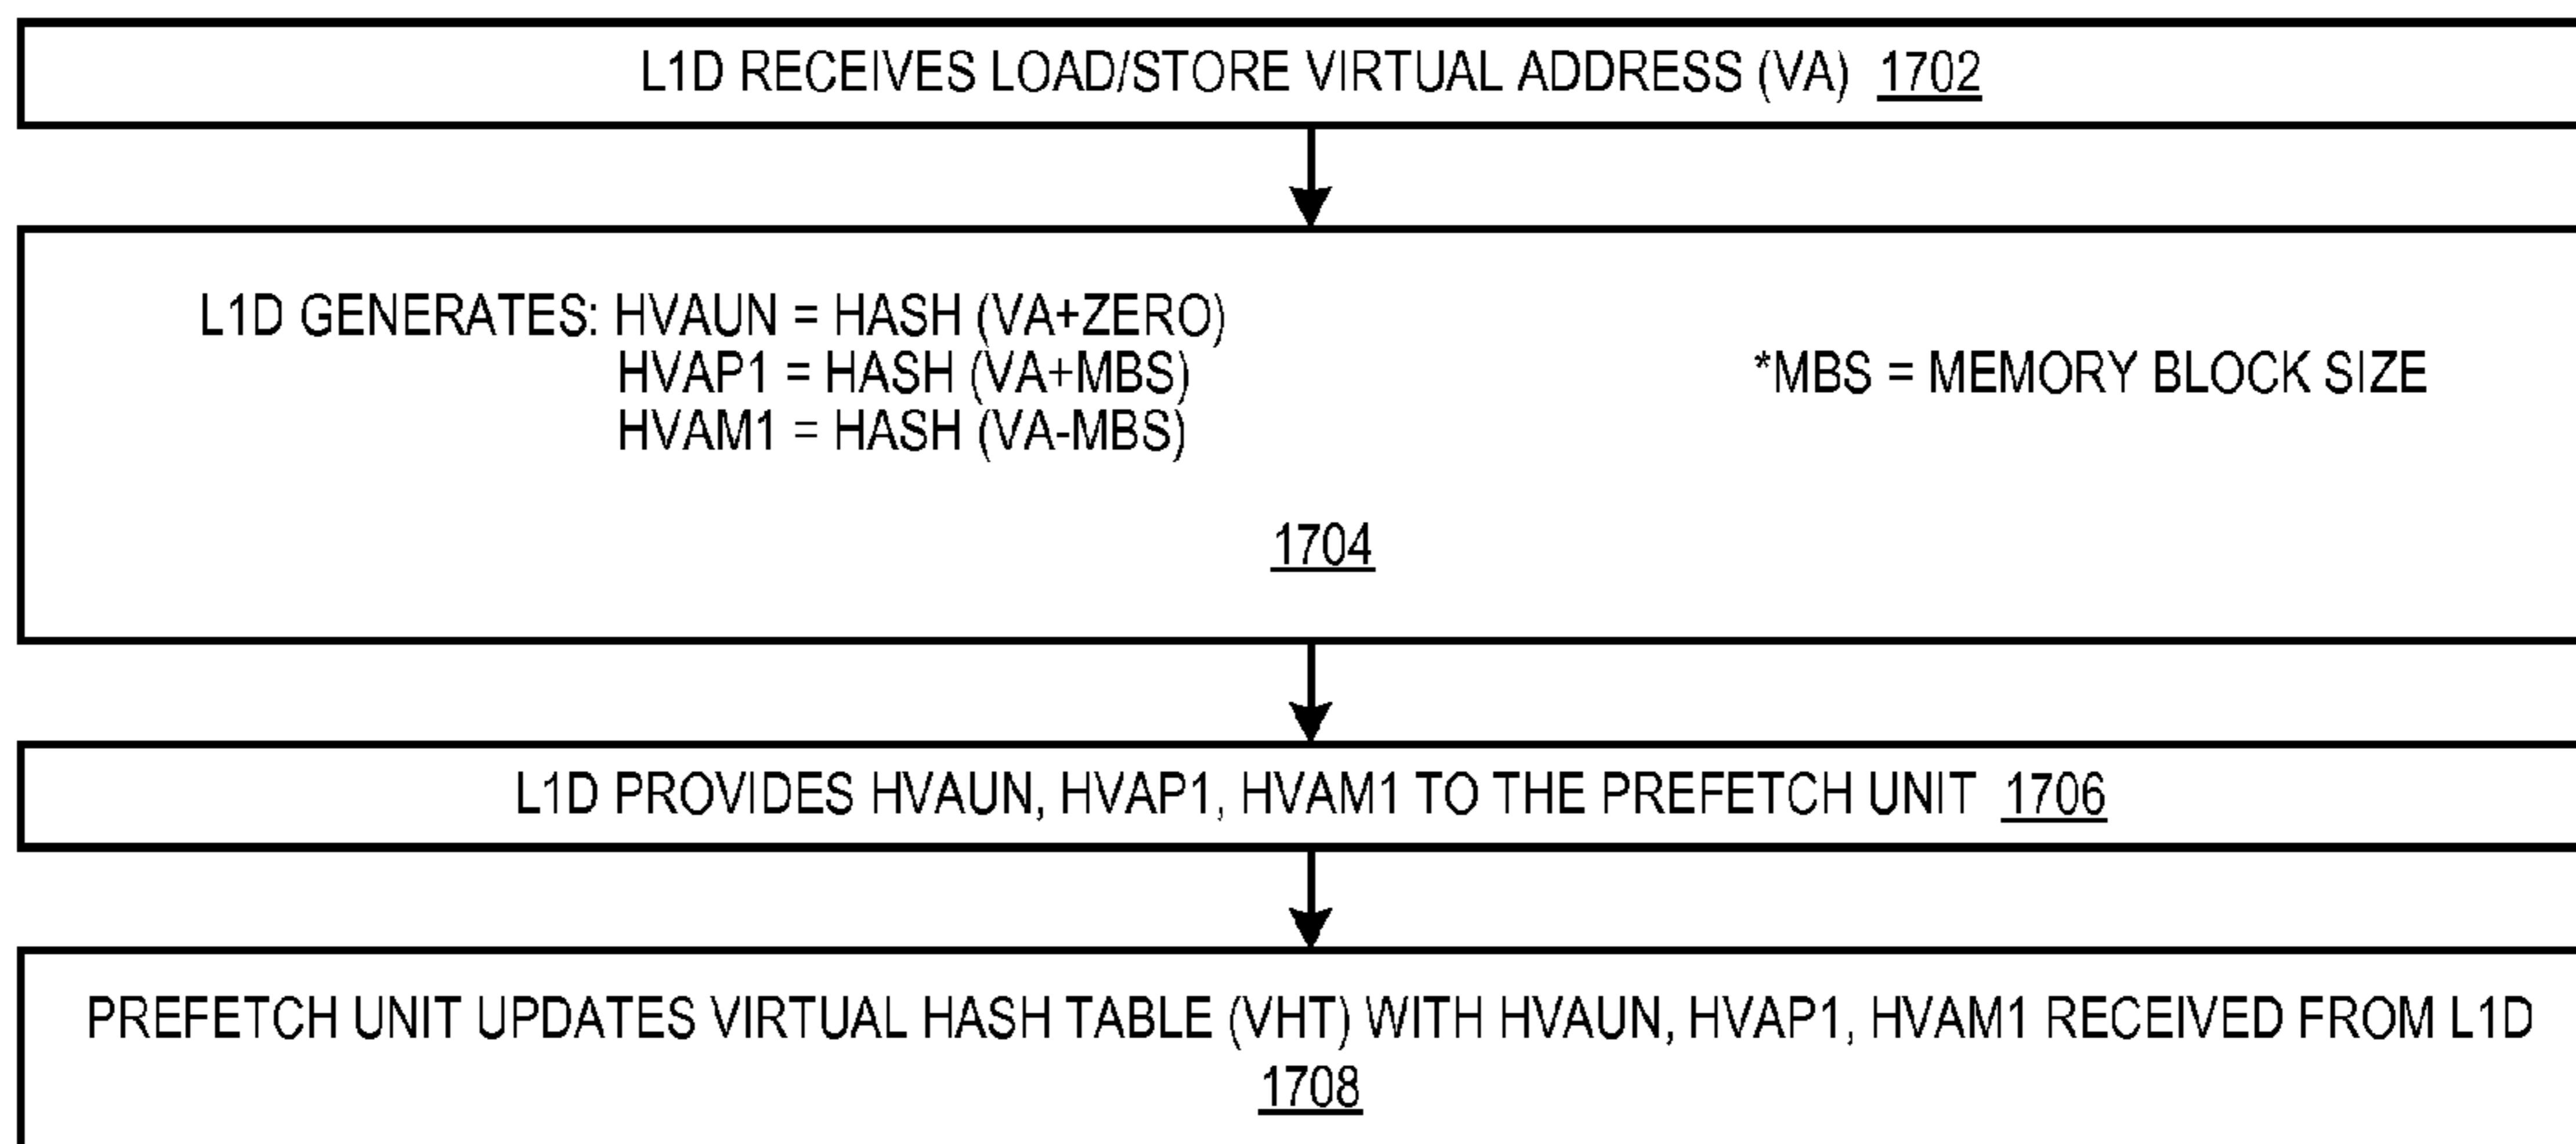 L1D RECEIVES LOAD/STORE VIRTUAL ADDRESS (VA) 1702
L1D GENERATES: HVAUN = HASH (VA+ZERO)
HVAP1 = HASH (VA+MBS)
*MBS = MEMORY BLOCK SIZE
HVAM1 = HASH (VA-MBS)
1704
L1D PROVIDES HVAUN, HVAP1, HVAM1 TO THE PREFETCH UNIT 1706
PREFETCH UNIT UPDATES VIRTUAL HASH TABLE (VHT) WITH HVAUN, HVAP1, HVAM1 RECEIVED FROM L1D
1708